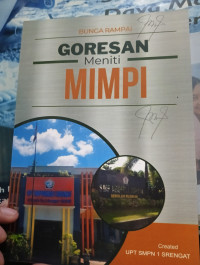 BUNGA RAMPAI
GORESAN
Meniti
MIMPI
Created
UPT SMPN 1 SRENGAT